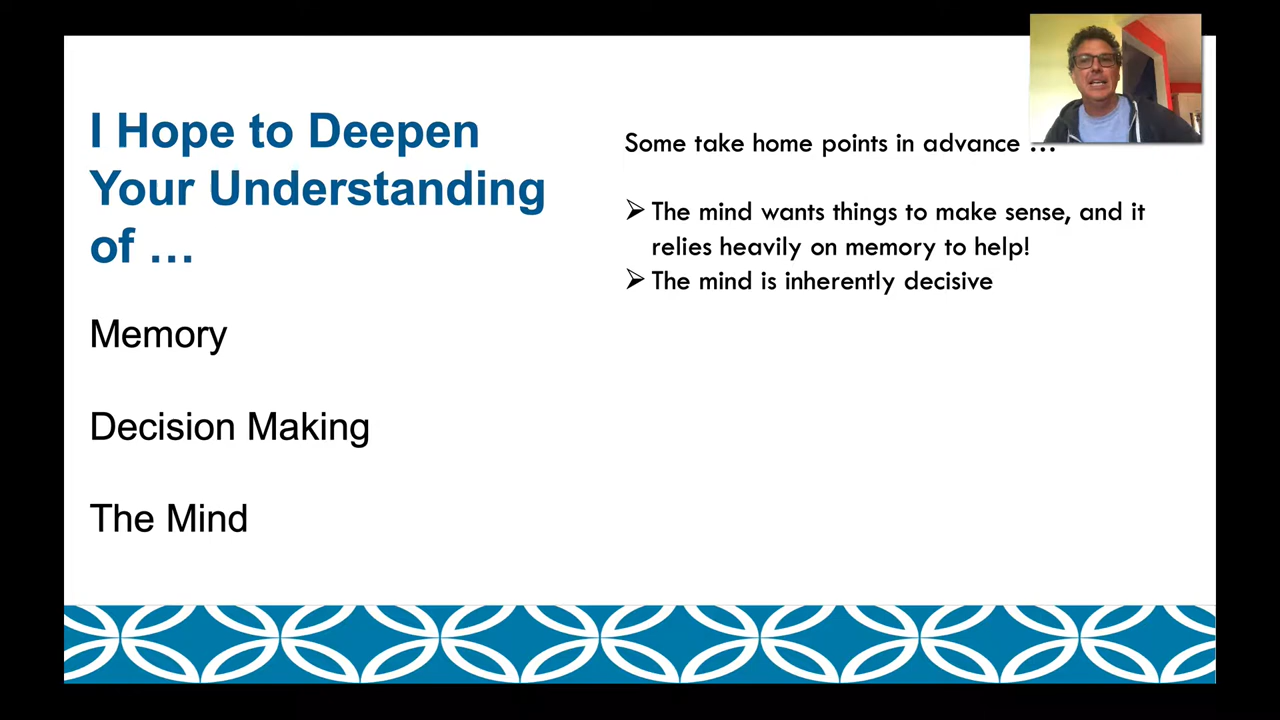 I Hope to Deepen
Your Understanding
of …
Memory
Decision Making
The Mind
Some take home points in advance …
➢ The mind wants things to make sense, and it
relies heavily on memory to help!
➢ The mind is inherently decisive